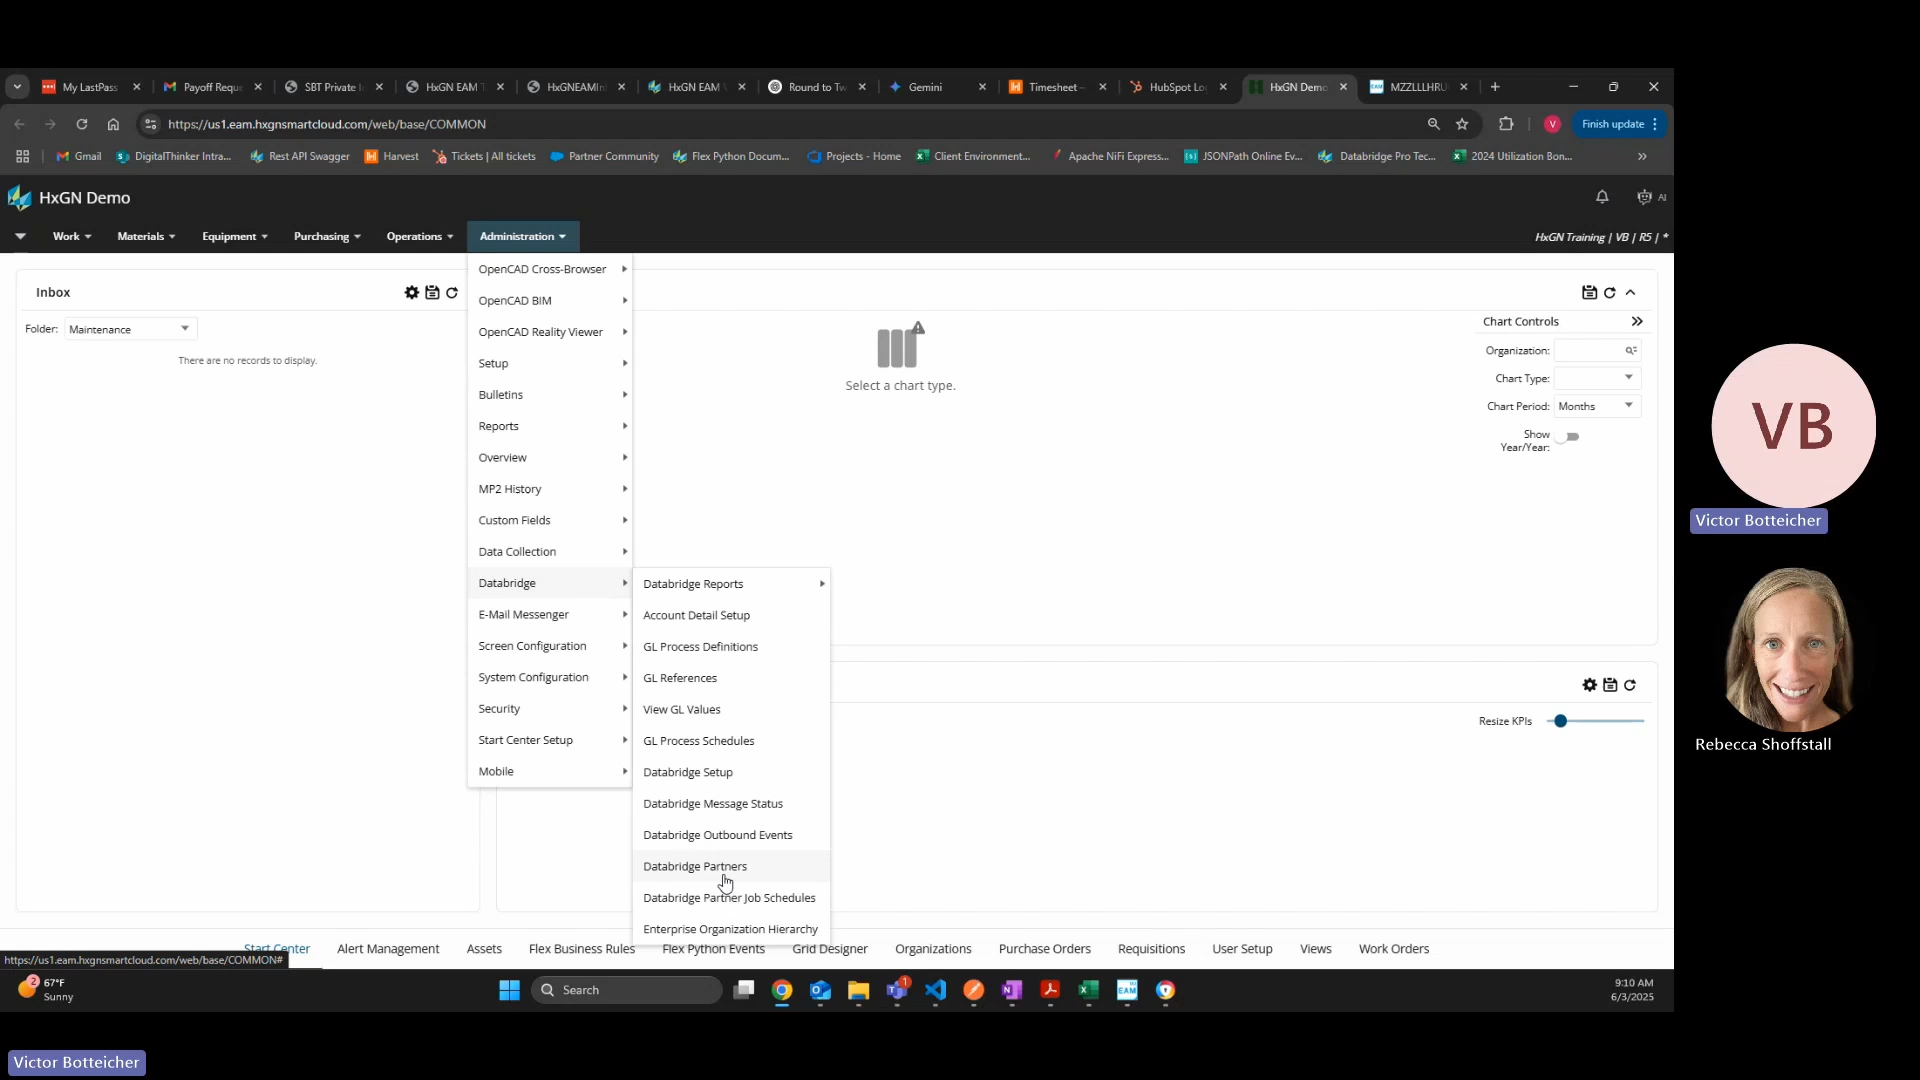 My LastPass
Payoff Reque
SBT Private I
HxGN EAM T
HxGNEAMIn
HxGN EAM V
Round to Tw
Gemini
Timesheet –
HubSpot Lo
HxGN Demo
MZZLLLHRU
https://us1.eam.hxgnsmartcloud.com/web/base/COMMON
V
Finish update
Gmail
DigitalThinker Intra...
Rest API Swagger
Harvest
Tickets | All tickets
Partner Community
Flex Python Docum...
Projects - Home
Client Environment...
Apache NiFi Express...
JSONPath Online Ev...
Databridge Pro Tec...
2024 Utilization Bon...
HxGN Demo
AI
Work
Materials
Equipment
Purchasing
Operations
Administration
HxGN Training | VB | R5 | *
Inbox
Folder:
Maintenance
There are no records to display.
OpenCAD Cross-Browser
OpenCAD BIM
OpenCAD Reality Viewer
Setup
Bulletins
Reports
Overview
MP2 History
Custom Fields
Data Collection
Databridge
E-Mail Messenger
Screen Configuration
System Configuration
Security
Start Center Setup
Mobile
Databridge Reports
Account Detail Setup
GL Process Definitions
GL References
View GL Values
GL Process Schedules
Databridge Setup
Databridge Message Status
Databridge Outbound Events
Databridge Partners
Databridge Partner Job Schedules
Enterprise Organization Hierarchy
Select a chart type.
Chart Controls
Organization:
Chart Type:
Chart Period:
Months
Show
Year/Year:
Resize KPIs
Start Center
Alert Management
Assets
Flex Business Rules
Flex Python Events
Grid Designer
Organizations
Purchase Orders
Requisitions
User Setup
Views
Work Orders
https://us1.eam.hxgnsmartcloud.com/web/base/COMMON#
2
67°F
Sunny
Search
1
EAM
9:10 AM
6/3/2025
VB
Victor Botteicher
Rebecca Shoffstall
Victor Botteicher